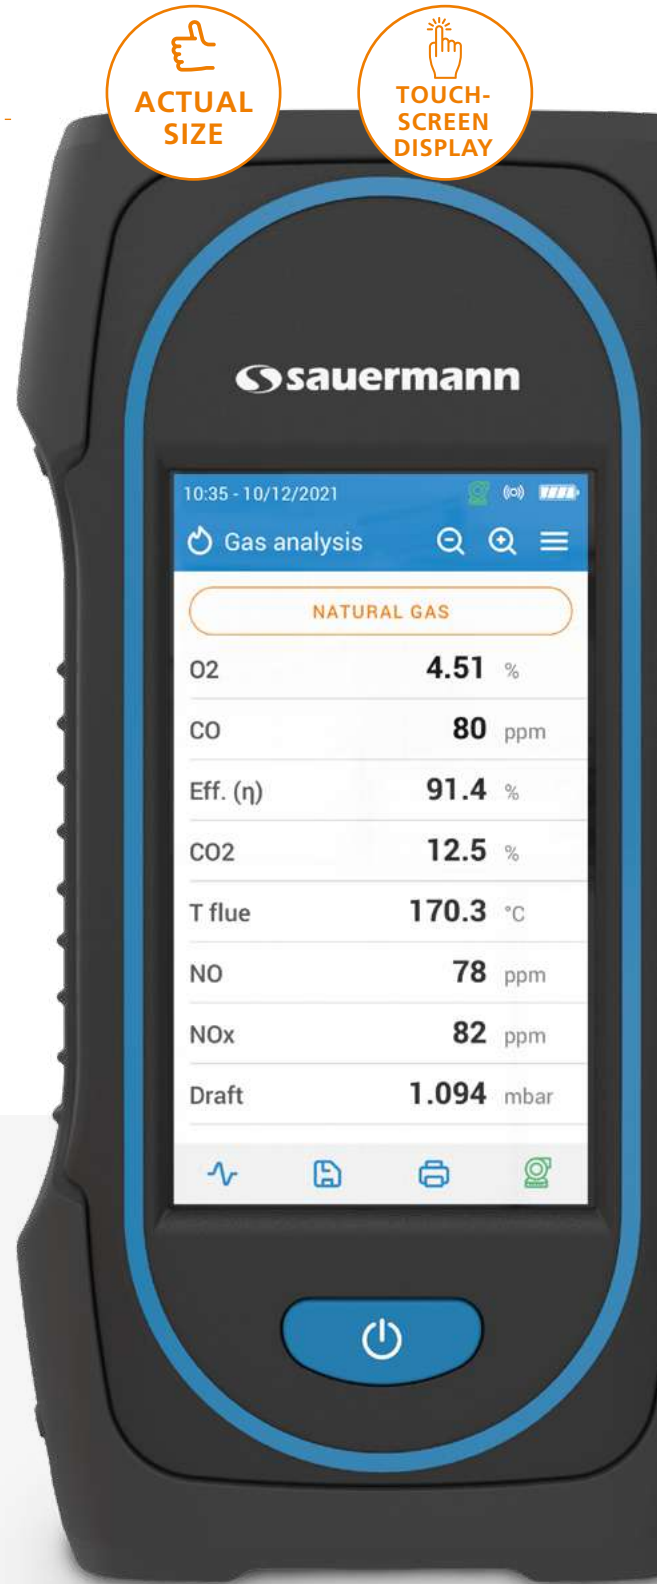 ACTUAL
SIZE
TOUCH-
SCREEN
DISPLAY
sauermann
10:35 - 10/12/2021
Gas analysis
NATURAL GAS
O2 4.51 %
CO 80 ppm
Eff. (η) 91.4 %
CO2 12.5 %
T flue 170.3 °C
NO 78 ppm
NOx 82 ppm
Draft 1.094 mbar